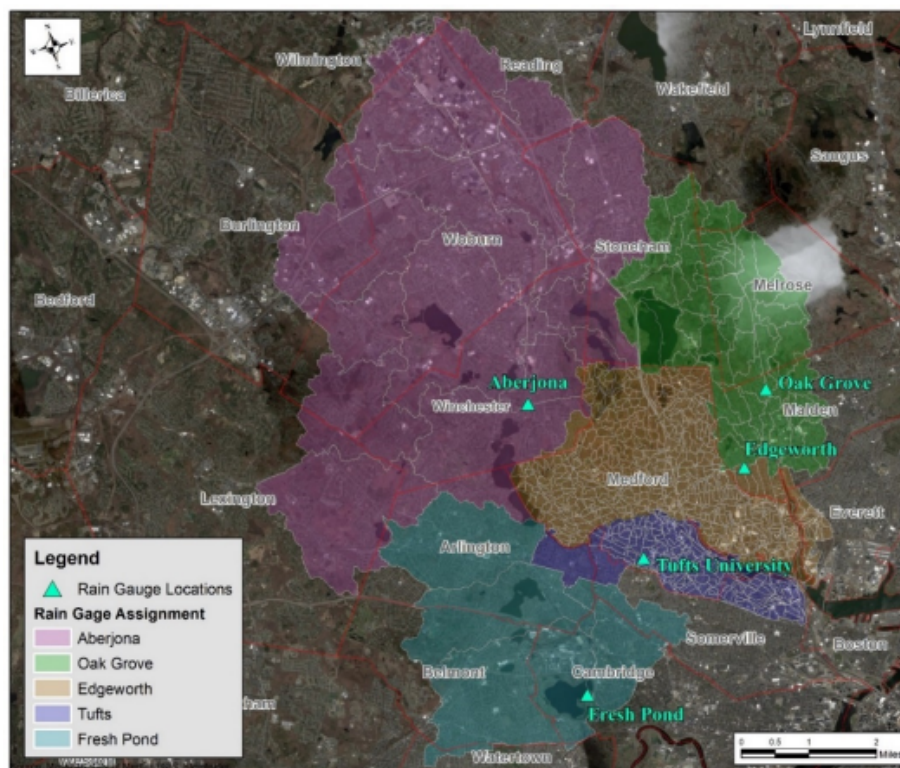 Lynnfield
Wilmington
Reading
Billerica
Wakefield
Saugus
Burlington
Woburn
Stoneham
Bedford
Melrose
Aberjona
Oak Grove
Winchester
Malden
Edgeworth
Medford
Lexington
Everett
Arlington
Tufts University
Somerville
Boston
Belmont
Cambridge
Fresh Pond
Watertown
Legend
Rain Gauge Locations
Rain Gage Assignment
Aberjona
Oak Grove
Edgeworth
Tufts
Fresh Pond
ham
0 0.5 1 2
Miles